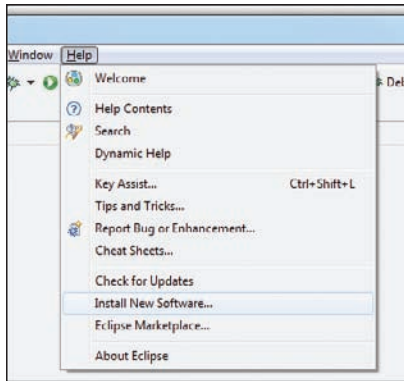 Window Help
Welcome
Help Contents
Search
Dynamic Help
Key Assist... Ctrl+Shift+L
Tips and Tricks...
Report Bug or Enhancement...
Cheat Sheets...
Check for Updates
Install New Software...
Eclipse Marketplace...
About Eclipse